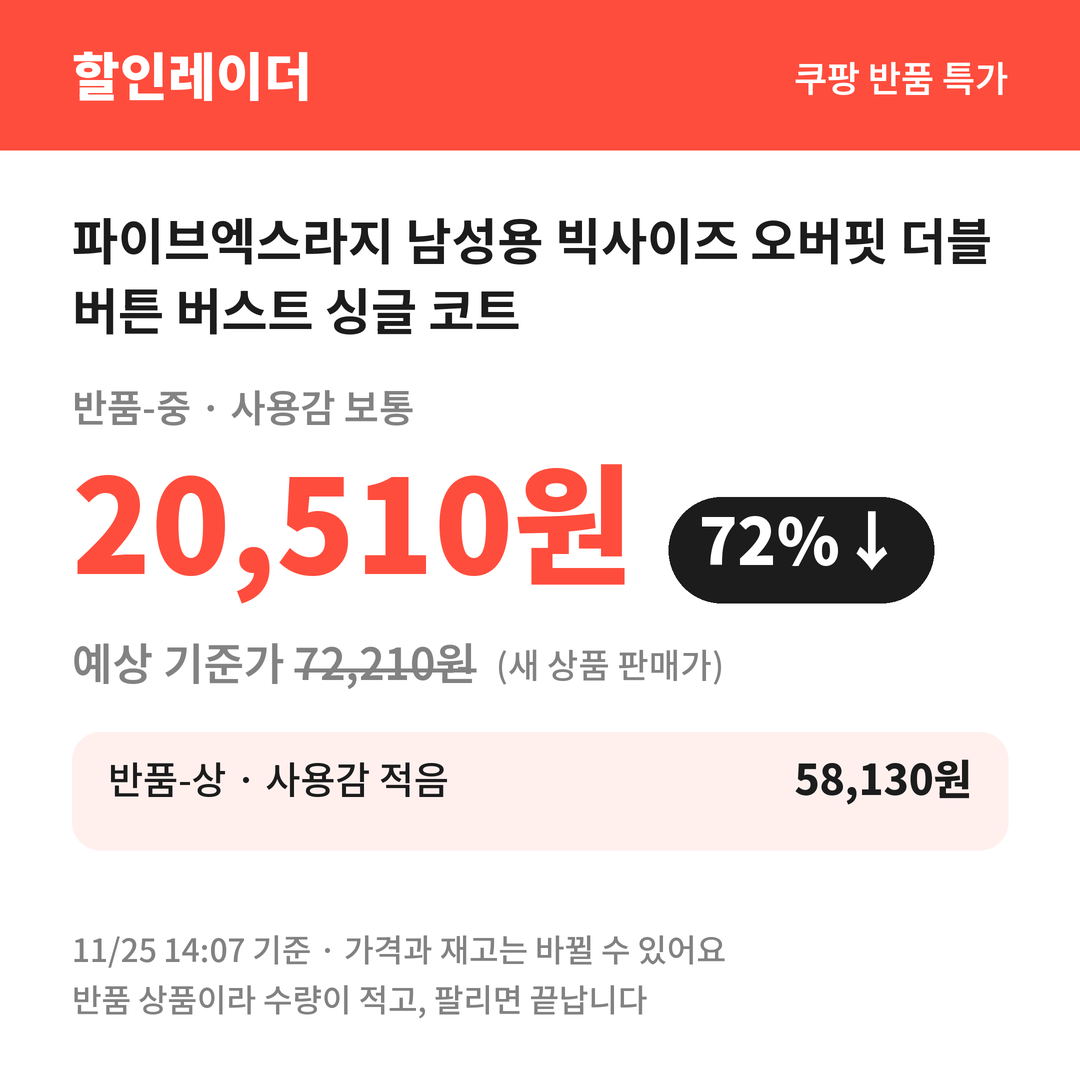 할인레이더
쿠팡 반품 특가
파이브엑스라지 남성용 빅사이즈 오버핏 더블
버튼 버스트 싱글 코트
반품-중 · 사용감 보통
20,510원 72%↓
예상 기준가 72,210원 (새 상품 판매가)
반품-상 · 사용감 적음 58,130원
11/25 14:07 기준 · 가격과 재고는 바뀔 수 있어요
반품 상품이라 수량이 적고, 팔리면 끝납니다